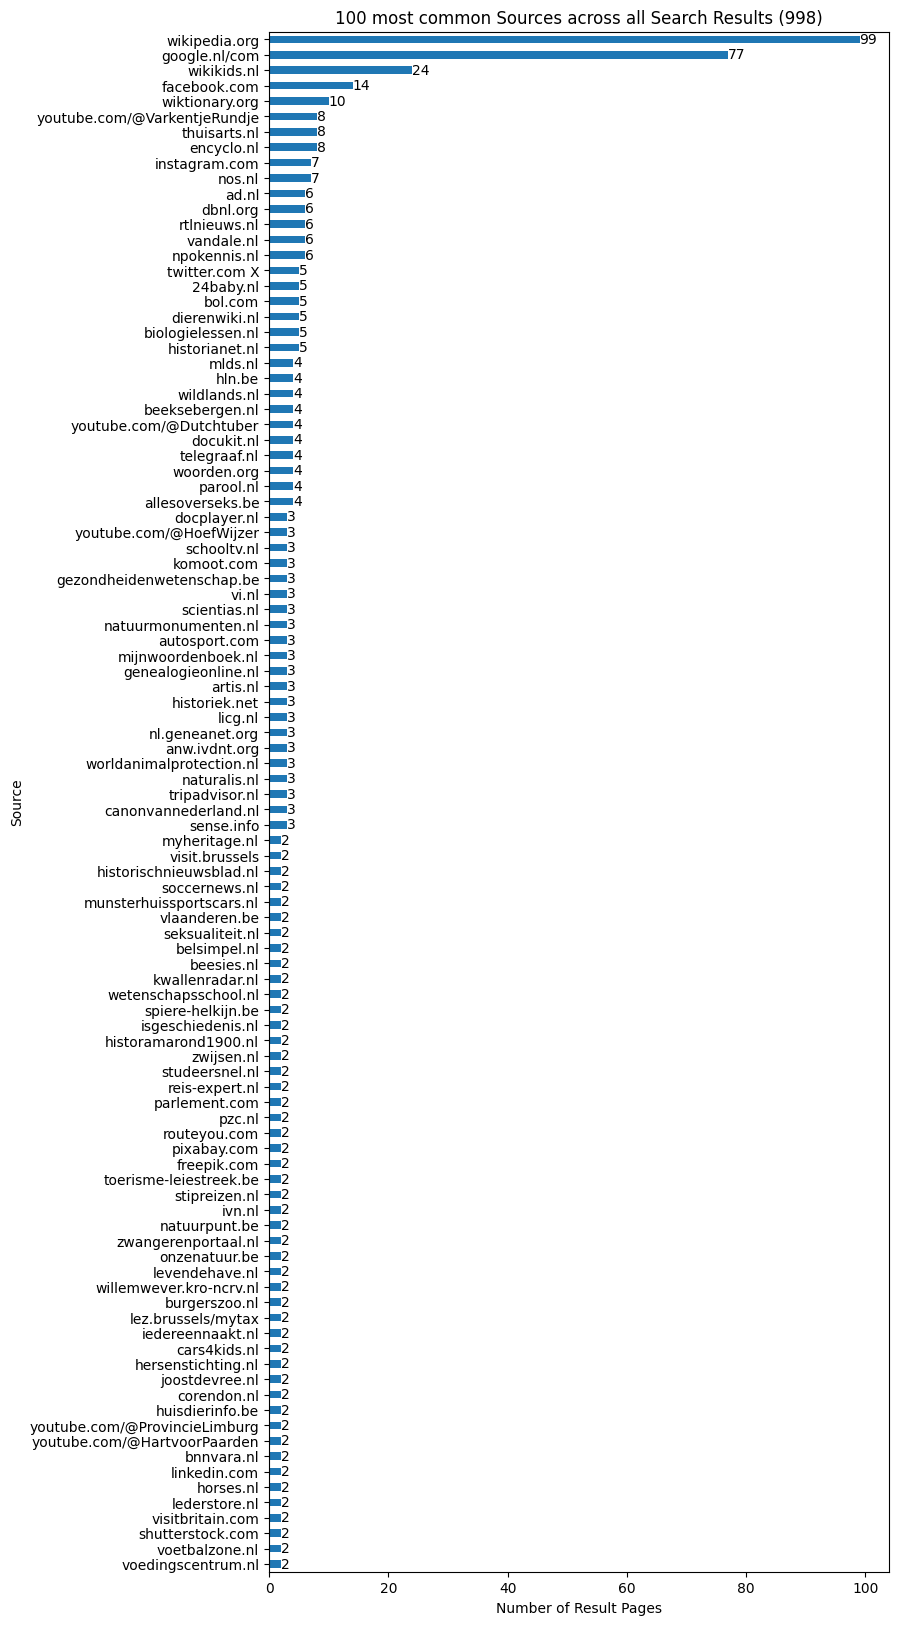 100 most common Sources across all Search Results (998)
wikipedia.org 99
google.nl/com 77
wikikids.nl 24
facebook.com 14
wiktionary.org 10
youtube.com/@VarkentjeRundje 8
thuisarts.nl 8
encyclo.nl 8
instagram.com 7
nos.nl 7
ad.nl 6
dbnl.org 6
rtlnieuws.nl 6
vandale.nl 6
npokennis.nl 6
twitter.com X 5
24baby.nl 5
bol.com 5
dierenwiki.nl 5
biologielessen.nl 5
historianet.nl 5
mlds.nl 4
hln.be 4
wildlands.nl 4
beeksebergen.nl 4
youtube.com/@Dutchtuber 4
docukit.nl 4
telegraaf.nl 4
woorden.org 4
parool.nl 4
allesoverseks.be 4
docplayer.nl 3
youtube.com/@HoefWijzer 3
schooltv.nl 3
komoot.com 3
gezondheidenwetenschap.be 3
vi.nl 3
scientias.nl 3
natuurmonumenten.nl 3
autosport.com 3
mijnwoordenboek.nl 3
genealogieonline.nl 3
artis.nl 3
historiek.net 3
licg.nl 3
nl.geneanet.org 3
anw.ivdnt.org 3
worldanimalprotection.nl 3
naturalis.nl 3
tripadvisor.nl 3
canonvannederland.nl 3
sense.info 3
myheritage.nl 2
visit.brussels 2
historischnieuwsblad.nl 2
soccernews.nl 2
munsterhuissportscars.nl 2
vlaanderen.be 2
seksualiteit.nl 2
belsimpel.nl 2
beesies.nl 2
kwallenradar.nl 2
wetenschapsschool.nl 2
spiere-helkijn.be 2
isgeschiedenis.nl 2
historamarond1900.nl 2
zwijsen.nl 2
studeersnel.nl 2
reis-expert.nl 2
parlement.com 2
pzc.nl 2
routeyou.com 2
pixabay.com 2
freepik.com 2
toerisme-leiestreek.be 2
stipreizen.nl 2
ivn.nl 2
natuurpunt.be 2
zwangerenportaal.nl 2
onzenatuur.be 2
levendehave.nl 2
willemwever.kro-ncrv.nl 2
burgerszoo.nl 2
lez.brussels/mytax 2
iedereennaakt.nl 2
cars4kids.nl 2
hersenstichting.nl 2
joostdevree.nl 2
corendon.nl 2
huisdierinfo.be 2
youtube.com/@ProvincieLimburg 2
youtube.com/@HartvoorPaarden 2
bnnvara.nl 2
linkedin.com 2
horses.nl 2
lederstore.nl 2
visitbritain.com 2
shutterstock.com 2
voetbalzone.nl 2
voedingscentrum.nl 2
Source
0 20 40 60 80 100
Number of Result Pages